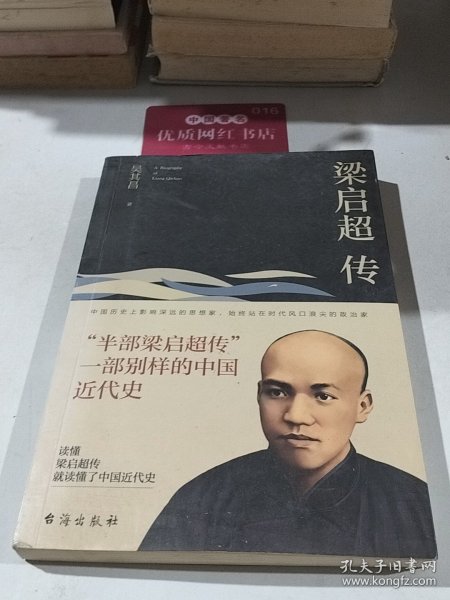 016
中国著名
优质网红书店
吴其昌
著
A Biography
of
Liang Qichao
梁启超 传
中国历史上影响深远的思想家，始终站在时代风口浪尖的政治家
“半部梁启超传”
一部别样的中国
近代史
读懂
梁启超传
就读懂了中国近代史
台海出版社
孔夫子旧书网
www.kongfz.com